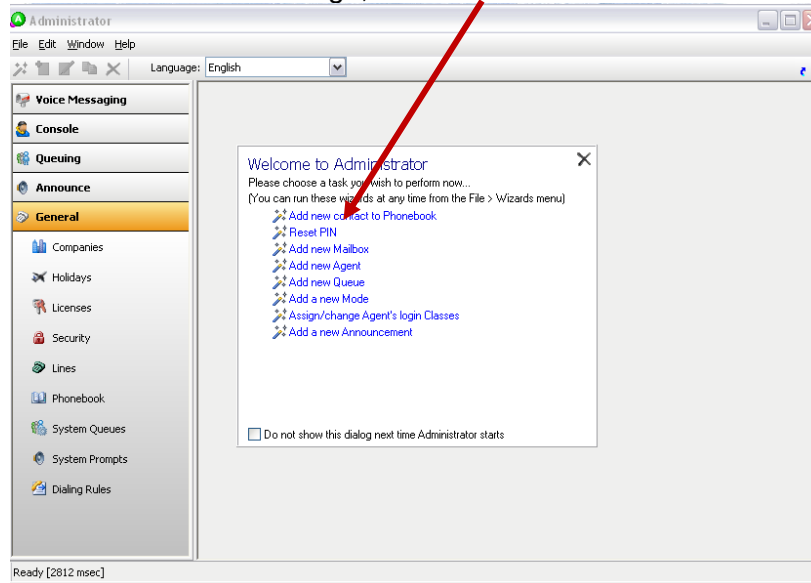 Administrator
File Edit Window Help
Language: English
Voice Messaging
Console
Queuing
Announce
General
Companies
Holidays
Licenses
Security
Lines
Phonebook
System Queues
System Prompts
Dialing Rules
Welcome to Administrator
Please choose a task you wish to perform now...
(You can run these wizards at any time from the File > Wizards menu)
Add new contact to Phonebook
Reset PIN
Add new Mailbox
Add new Agent
Add new Queue
Add a new Mode
Assign/change Agent's login Classes
Add a new Announcement
Do not show this dialog next time Administrator starts
Ready [2812 msec]